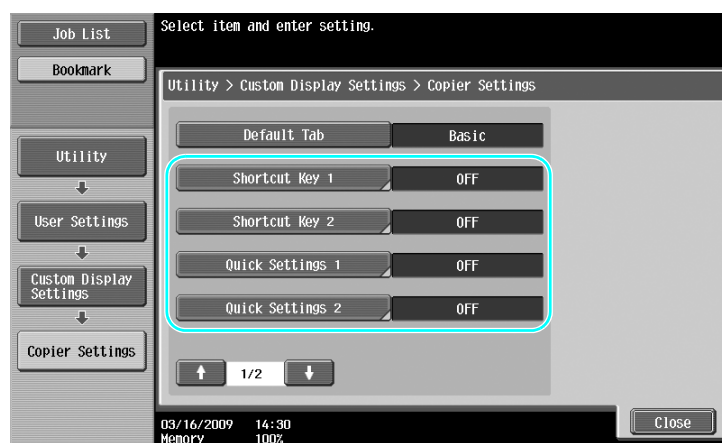 Job List
Bookmark
Utility
User Settings
Custom Display
Settings
Copier Settings
Select item and enter setting.
Utility > Custom Display Settings > Copier Settings
Default Tab Basic
Shortcut Key 1 OFF
Shortcut Key 2 OFF
Quick Settings 1 OFF
Quick Settings 2 OFF
1/2
03/16/2009 14:30
Memory 100%
Close